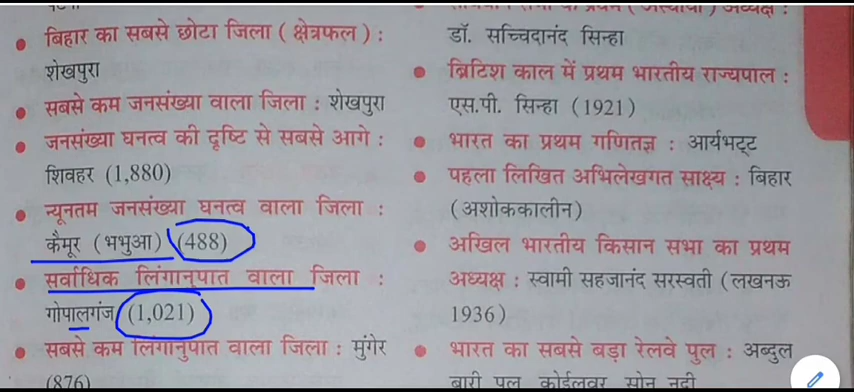 बिहार का सबसे छोटा जिला (क्षेत्रफल) :
शेखपुरा
सबसे कम जनसंख्या वाला जिला : शेखपुरा
जनसंख्या घनत्व की दृष्टि से सबसे आगे :
शिवहर (1,880)
न्यूनतम जनसंख्या घनत्व वाला जिला :
कैमूर (भभुआ) (488)
सर्वाधिक लिंगानुपात वाला जिला :
गोपालगंज (1,021)
सबसे कम लिंगानुपात वाला जिला : मुंगेर
(876)
अध्यक्ष :
डॉ. सच्चिदानंद सिन्हा
ब्रिटिश काल में प्रथम भारतीय राज्यपाल :
एस.पी. सिन्हा (1921)
भारत का प्रथम गणितज्ञ : आर्यभट्ट
पहला लिखित अभिलेखगत साक्ष्य : बिहार
(अशोककालीन)
अखिल भारतीय किसान सभा का प्रथम
अध्यक्ष : स्वामी सहजानंद सरस्वती (लखनऊ
1936)
भारत का सबसे बड़ा रेलवे पुल : अब्दुल
बारी पुल, कोईलवर, सोन नदी